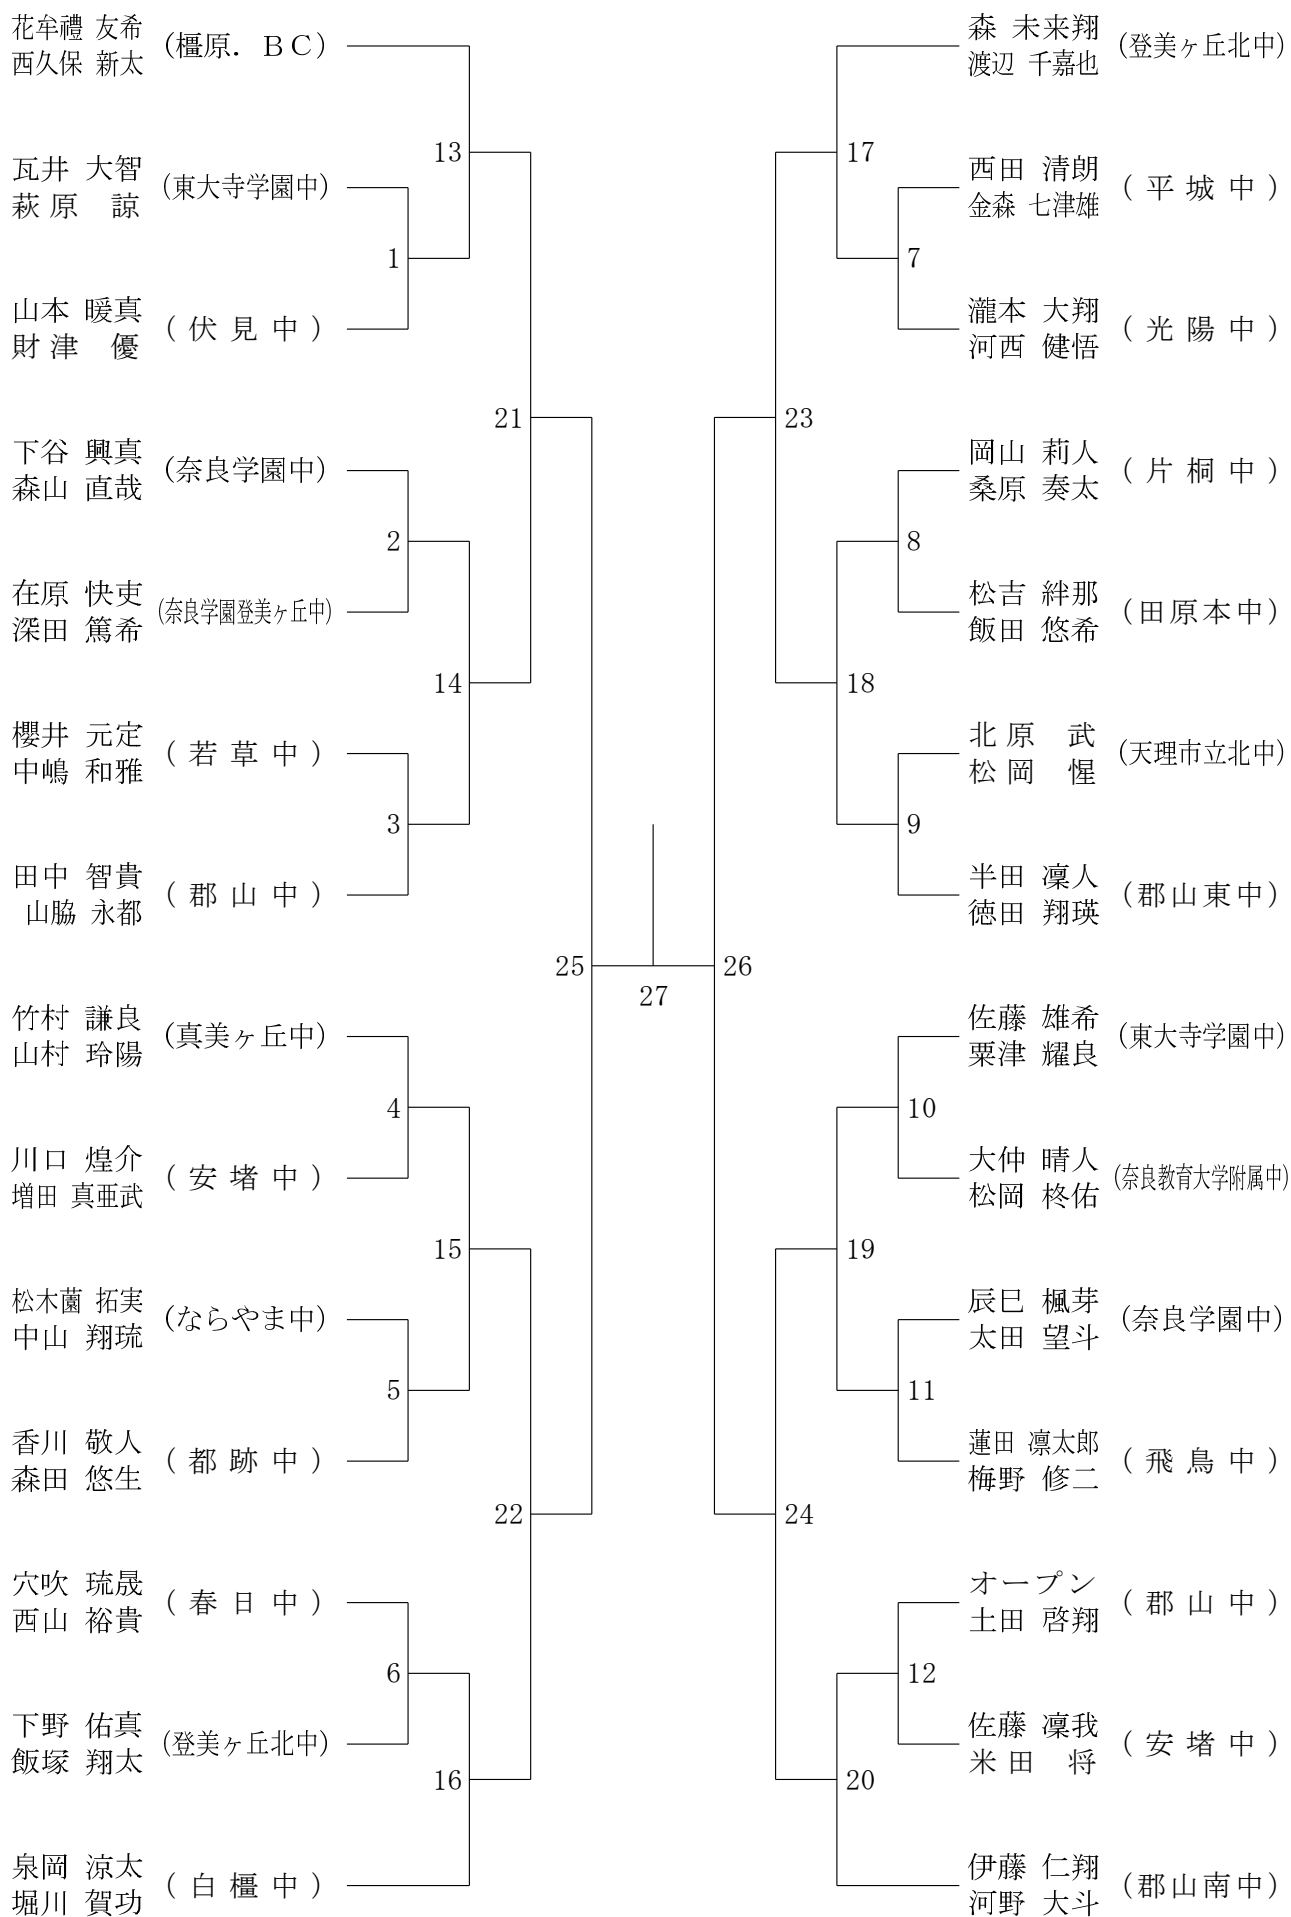 花牟禮 友希
西久保 新太
(橿原．ＢＣ)
瓦井 大智
萩原 諒
(東大寺学園中)
山本 暖真
財津 優
(伏見中)
下谷 興真
森山 直哉
(奈良学園中)
在原 快吏
深田 篤希
(奈良学園登美ヶ丘中)
櫻井 元定
中嶋 和雅
(若草中)
田中 智貴
山脇 永都
(郡山中)
竹村 謙良
山村 玲陽
(真美ヶ丘中)
川口 煌介
増田 真亜武
(安堵中)
松木薗 拓実
中山 翔琉
(ならやま中)
香川 敬人
森田 悠生
(都跡中)
穴吹 琉晟
西山 裕貴
(春日中)
下野 佑真
飯塚 翔太
(登美ヶ丘北中)
泉岡 涼太
堀川 賀功
(白橿中)
1
2
3
4
5
6
13
14
15
16
21
22
25
27
26
23
24
17
18
19
20
7
8
9
10
11
12
森 未来翔
渡辺 千嘉也
(登美ヶ丘北中)
西田 清朗
金森 七津雄
(平城中)
瀧本 大翔
河西 健悟
(光陽中)
岡山 莉人
桑原 奏太
(片桐中)
松吉 絆那
飯田 悠希
(田原本中)
北原 武
松岡 惺
(天理市立北中)
半田 凜人
徳田 翔瑛
(郡山東中)
佐藤 雄希
粟津 耀良
(東大寺学園中)
大仲 晴人
松岡 柊佑
(奈良教育大学附属中)
辰巳 楓芽
太田 望斗
(奈良学園中)
蓮田 凛太郎
梅野 修二
(飛鳥中)
オープン
土田 啓翔
(郡山中)
佐藤 凜我
米田 将
(安堵中)
伊藤 仁翔
河野 大斗
(郡山南中)